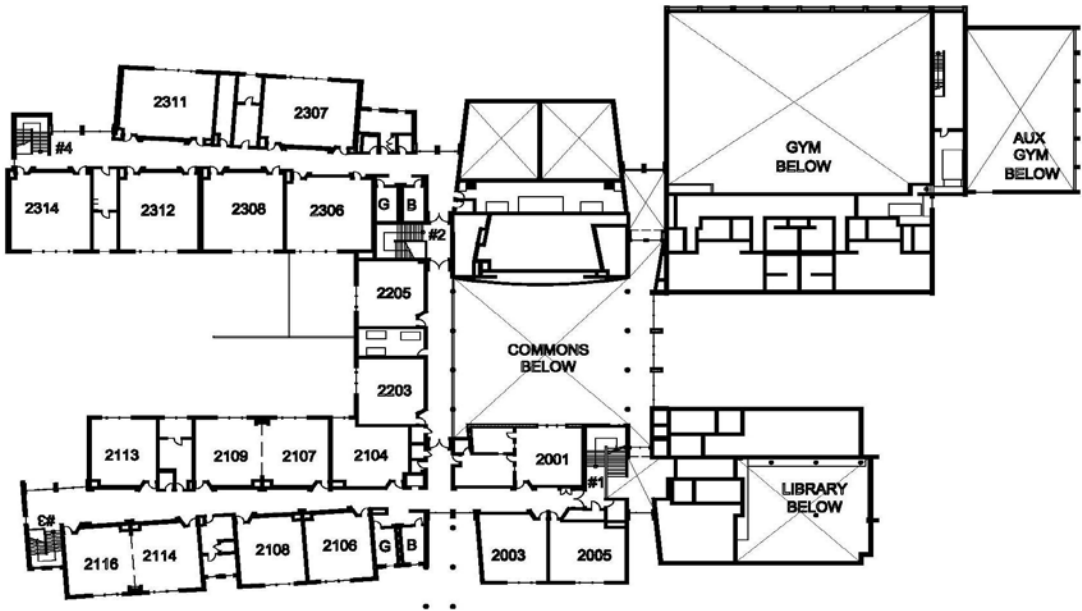 2311
2307
#4
GYM
BELOW
AUX
GYM
BELOW
2314
2312
2308
2306
G
B
#2
2205
COMMONS
BELOW
2203
2113
2109
2107
2104
2001
#1
LIBRARY
BELOW
#3
2116
2114
2108
2106
G
B
2003
2005